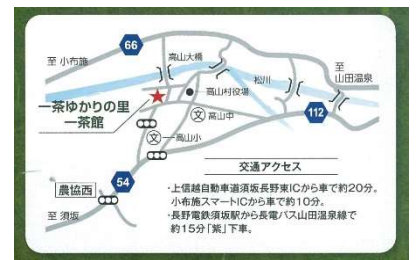 66
至 小布施
高山大橋
至
山田温泉
松川
一茶ゆかりの里
一茶館
高山村役場
文 高山中
112
文 高山小
農協西
54
至 須坂
交通アクセス
・上信越自動車道須坂長野東ICから車で約20分。
小布施スマートICから車で約10分。
・長野電鉄須坂駅から長電バス山田温泉線で
約15分「紫」下車。